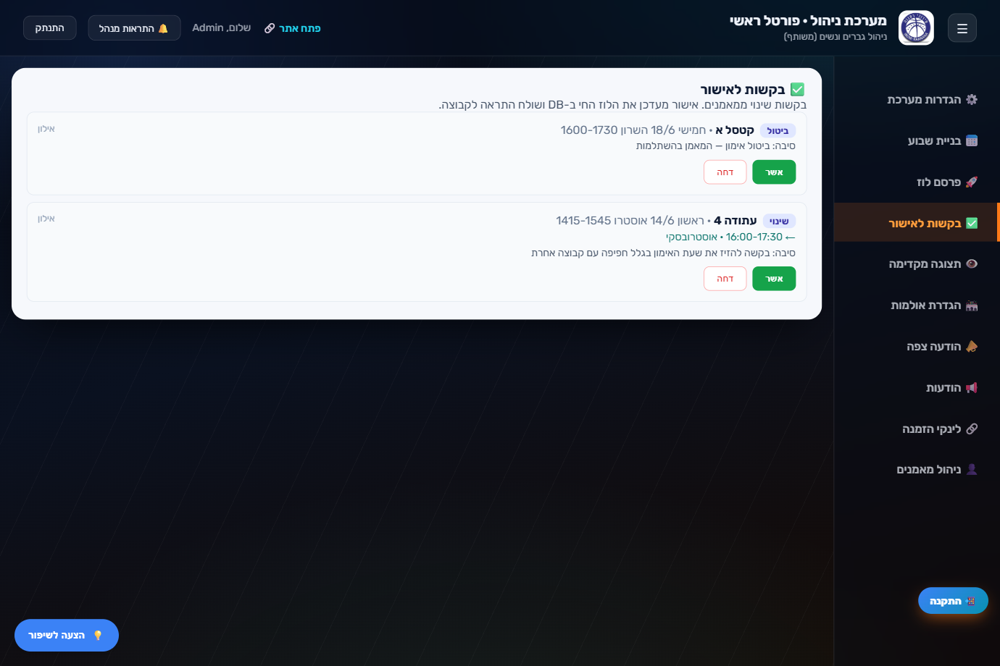 מערכת ניהול • פורטל ראשי
ניהול גברים ונשים (משותף)
פתח אתר
שלום, Admin
התראות מנהל
התנתק
הגדרות מערכת
בניית שבוע
פרסם לוז
בקשות לאישור
תצוגה מקדימה
הגדרת אולמות
הודעה צפה
הודעות
לינקי הזמנה
ניהול מאמנים
התקנה
בקשות לאישור
בקשות שינוי ממאמנים. אישור מעדכן את הלוז החי ב-DB ושולח התראה לקבוצה.
ביטול קטסל א • חמישי 18/6 השרון 1600-1730
אילון
סיבה: ביטול אימון — המאמן בהשתלמות
אשר
דחה
שינוי עתודה 4 • ראשון 14/6 אוסטרו 1415-1545
אילון
← 16:00-17:30 • אוסטרובסקי
סיבה: בקשה להזיז את שעת האימון בגלל חפיפה עם קבוצה אחרת
אשר
דחה
הצעה לשיפור